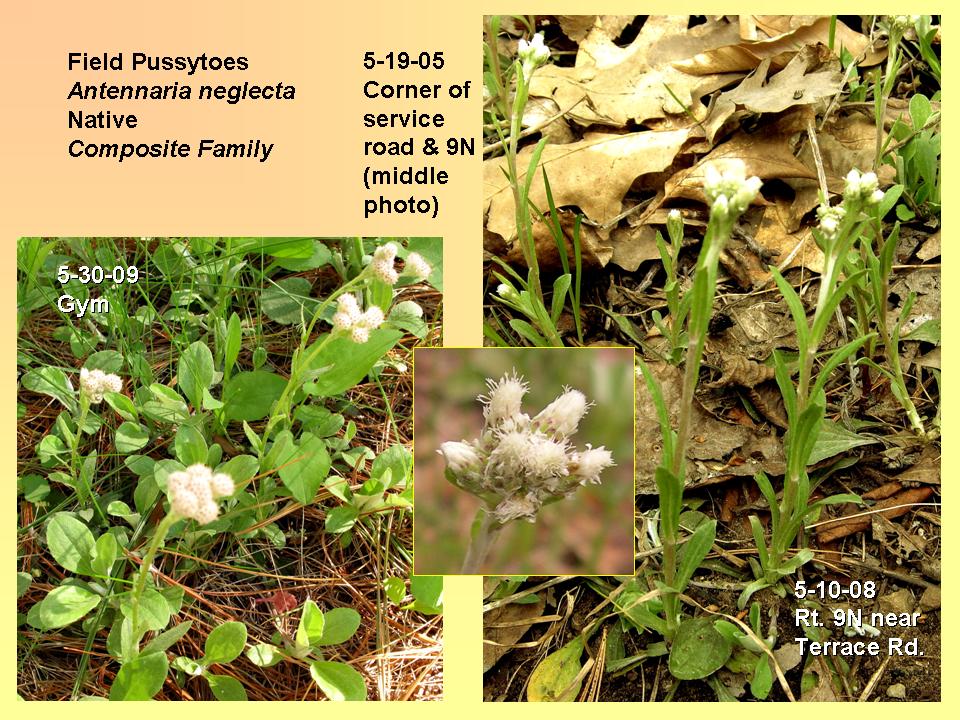 Field Pussytoes
Antennaria neglecta
Native
Composite Family
5-19-05
Corner of
service
road & 9N
(middle
photo)
5-30-09
Gym
5-10-08
Rt. 9N near
Terrace Rd.